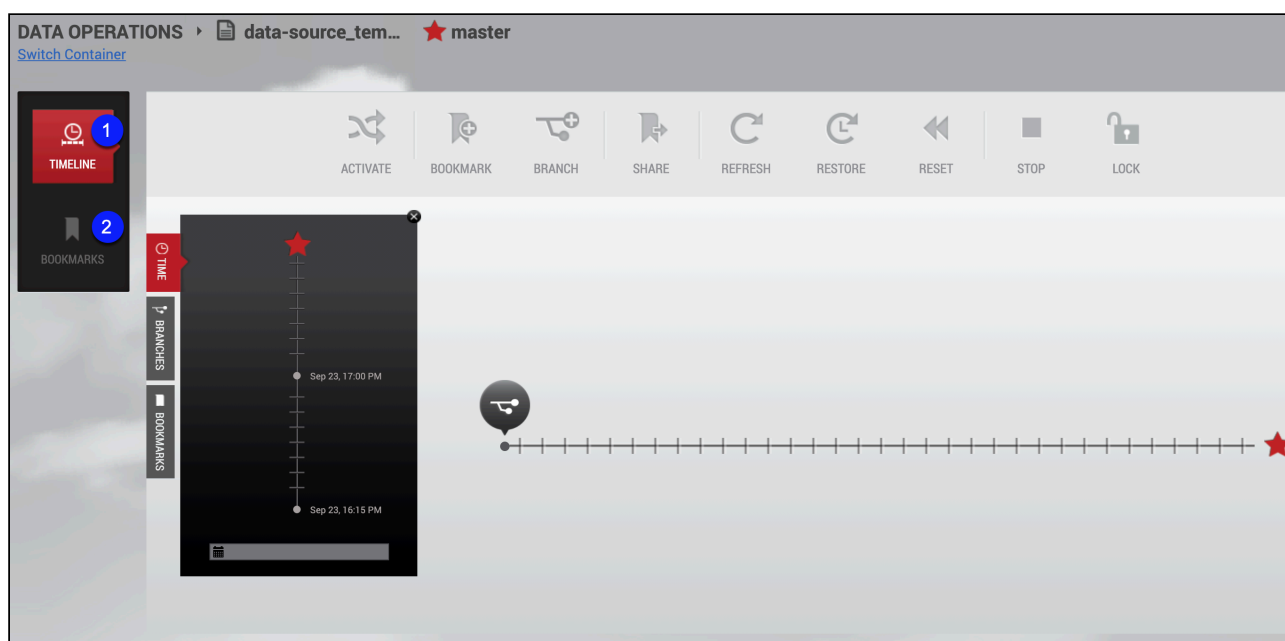 DATA OPERATIONS data-source_tem... master
Switch Container
1
TIMELINE
2
BOOKMARKS
ACTIVATE BOOKMARK BRANCH SHARE REFRESH RESTORE RESET STOP LOCK
TIME
BRANCHES
BOOKMARKS
Sep 23, 17:00 PM
Sep 23, 16:15 PM